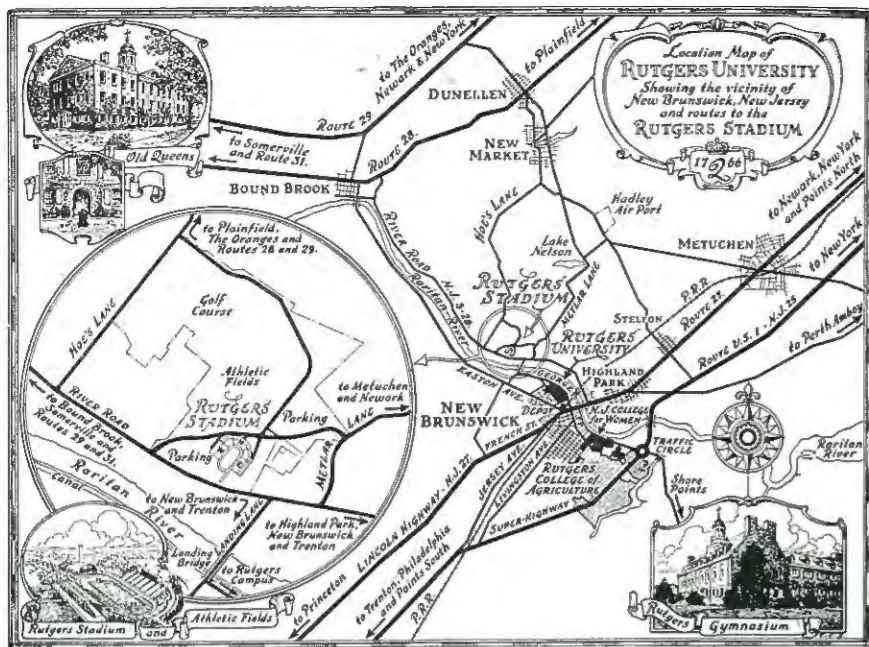 Location Map of
RUTGERS UNIVERSITY
Showing the vicinity of
New Brunswick, New Jersey
and routes to the
RUTGERS STADIUM
1766
2
Old Queens
to The Oranges,
Newark & New York
to Plainfield
ROUTE 29
to Somerville
and Route 31.
ROUTE 28.
DUNELLEN
NEW
MARKET
BOUND BROOK
HOE'S LANE
Hadley
Air Port
to Newark, New York
and Points North
METUCHEN
to New York
RIVER ROAD
N.J.S-28
Raritan River
Lake
Nelson
METLAR LANE
RUTGERS
STADIUM
STELTON
P.R.R.
ROUTE 27.
ROUTE U.S. 1 - N.J. 25
to Perth Amboy
RUTGERS
UNIVERSITY
HIGHLAND
PARK
EASTON
AVE.
GEORGE
DEPOT
NEW
BRUNSWICK
FRENCH ST.
N.J. COLLEGE
for WOMEN
TRAFFIC
CIRCLE
Raritan
River
JERSEY AVE.
LIVINGSTON AVE.
RUTGERS
COLLEGE of
AGRICULTURE
Shore
Points
SUPER-HIGHWAY
LINCOLN HIGHWAY - N.J. 27.
to Princeton
to Trenton, Philadelphia
and Points South
P.R.R.
to Plainfield,
The Oranges and
Routes 28 and 29.
HOE'S LANE
Golf
Course
Athletic
Fields
RUTGERS
STADIUM
Parking
to Metuchen
and Newark
RIVER ROAD
to Bound Brook,
Somerville and
Routes 29 and 31.
Parking
METLAR LANE
Raritan
River
Canal
to New Brunswick
and Trenton
LANDING LANE
to Highland Park,
New Brunswick
and Trenton
Landing
Bridge
to Rutgers
Campus
Rutgers Stadium and Athletic Fields
Rutgers Gymnasium